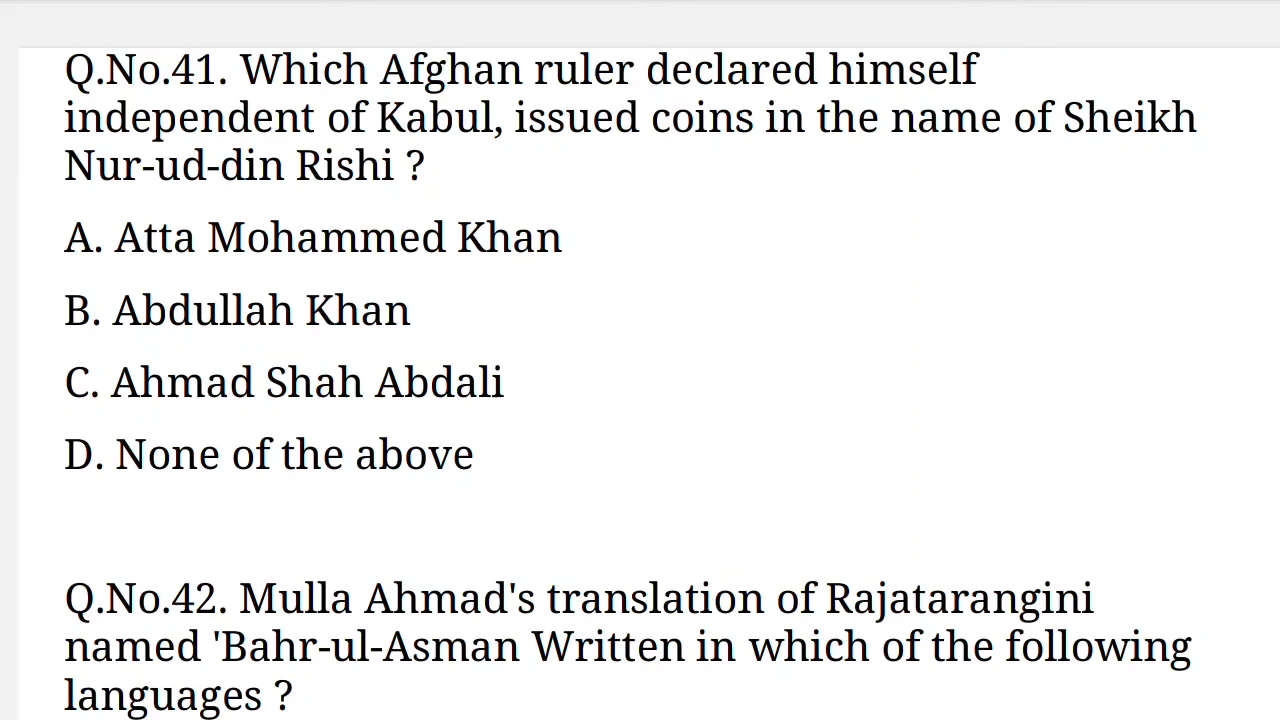 Q.No.41. Which Afghan ruler declared himself
independent of Kabul, issued coins in the name of Sheikh
Nur-ud-din Rishi ?
A. Atta Mohammed Khan
B. Abdullah Khan
C. Ahmad Shah Abdali
D. None of the above
Q.No.42. Mulla Ahmad's translation of Rajatarangini
named 'Bahr-ul-Asman Written in which of the following
languages ?